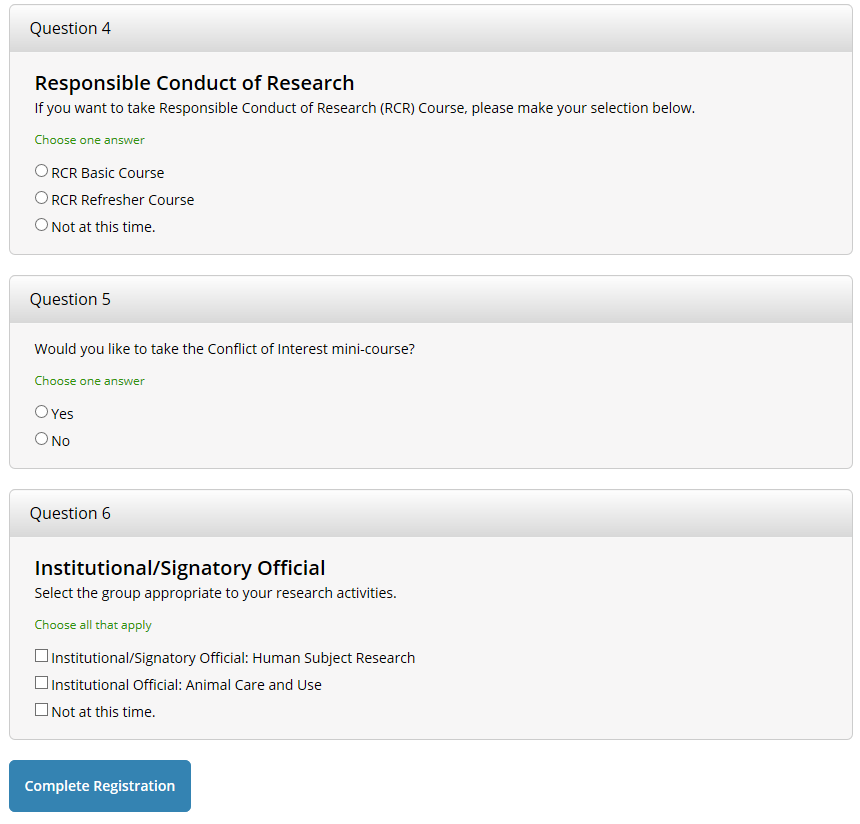 Question 4
Responsible Conduct of Research
If you want to take Responsible Conduct of Research (RCR) Course, please make your selection below.
Choose one answer
RCR Basic Course
RCR Refresher Course
Not at this time.
Question 5
Would you like to take the Conflict of Interest mini-course?
Choose one answer
Yes
No
Question 6
Institutional/Signatory Official
Select the group appropriate to your research activities.
Choose all that apply
Institutional/Signatory Official: Human Subject Research
Institutional Official: Animal Care and Use
Not at this time.
Complete Registration